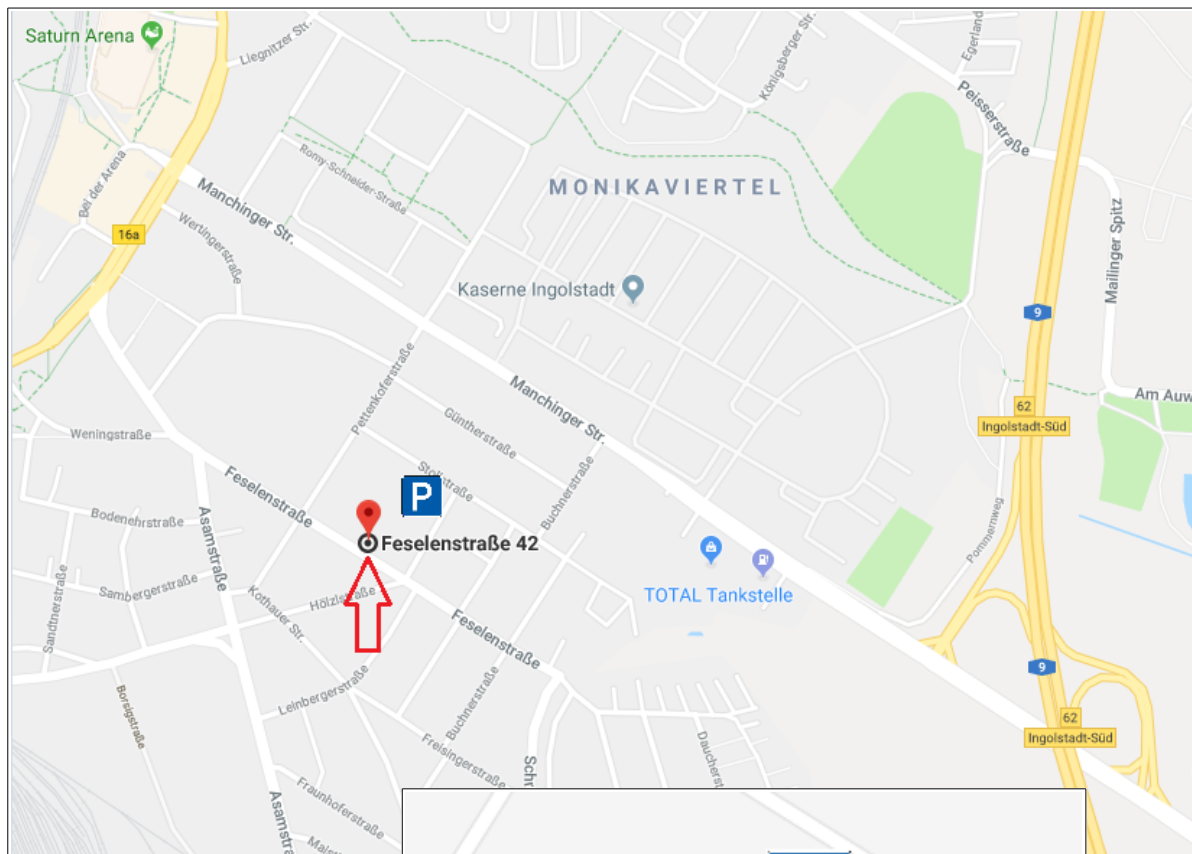 Saturn Arena
Liegnitzer Str.
Königsberger Str.
Egerland
Peisserstraße
Bei der Arena
Romy-Schneider-Straße
MONIKAVIERTEL
Manchinger Str.
Wertingerstraße
16a
Mailinger Spitz
Kaserne Ingolstadt
9
Pettenkoferstraße
Manchinger Str.
Am Auw
62
Ingolstadt-Süd
Güntherstraße
Weningstraße
Feselenstraße
P
Buchnerstraße
Bodenehrstraße
Asamstraße
Feselenstraße 42
Pommernweg
Sandtnerstraße
Sambergerstraße
Kothauer Str.
Hölzlstraße
TOTAL Tankstelle
Feselenstraße
9
Leinbergerstraße
Buchnerstraße
Borsigstraße
62
Ingolstadt-Süd
Freisingerstraße
Schr
Daucherst
Fraunhoferstraße
Asamstra